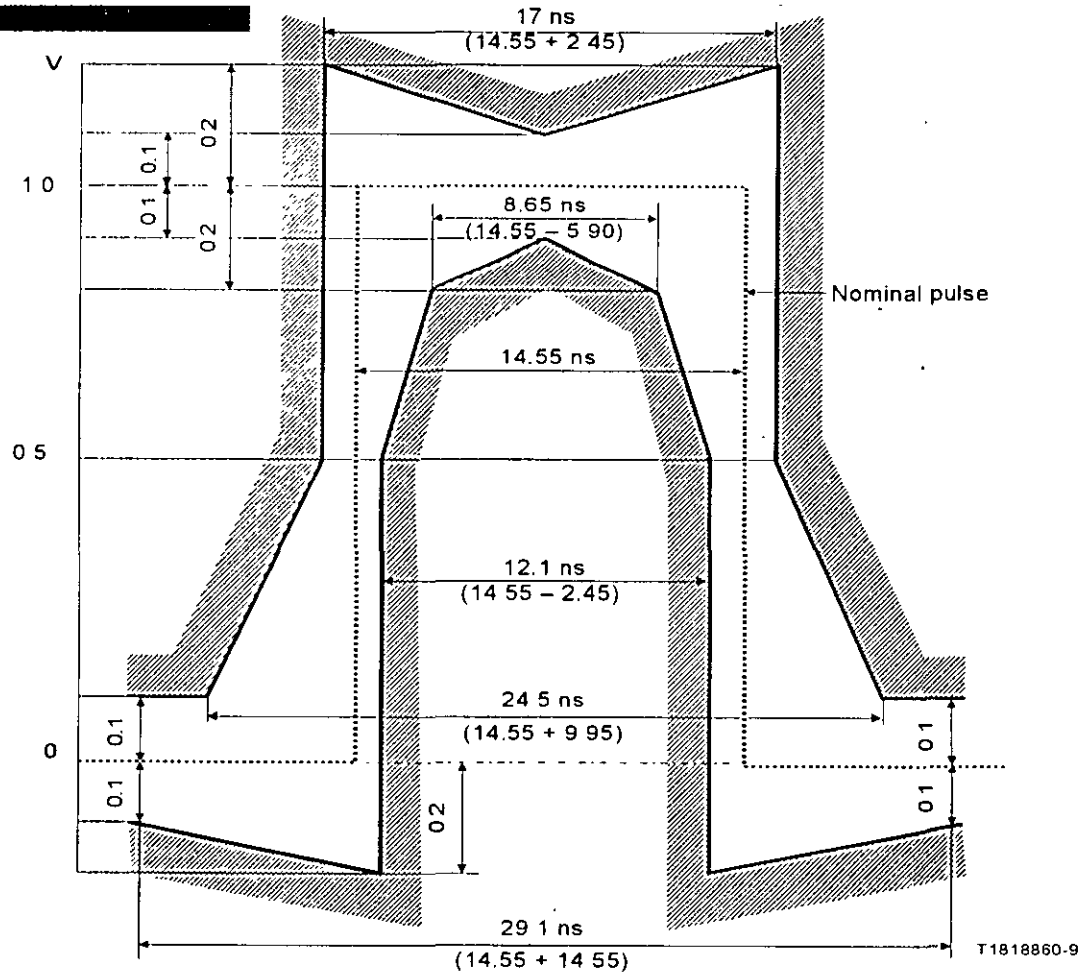 17 ns
(14.55 + 2 45)
V
0 2
0.1
1 0
0 1
0 2
8.65 ns
(14.55 – 5 90)
Nominal pulse
14.55 ns
0 5
12.1 ns
(14 55 – 2.45)
24 5 ns
(14.55 + 9 95)
0.1
0 1
0
0.1
0 2
0 1
29 1 ns
(14.55 + 14 55)
T1818860-9